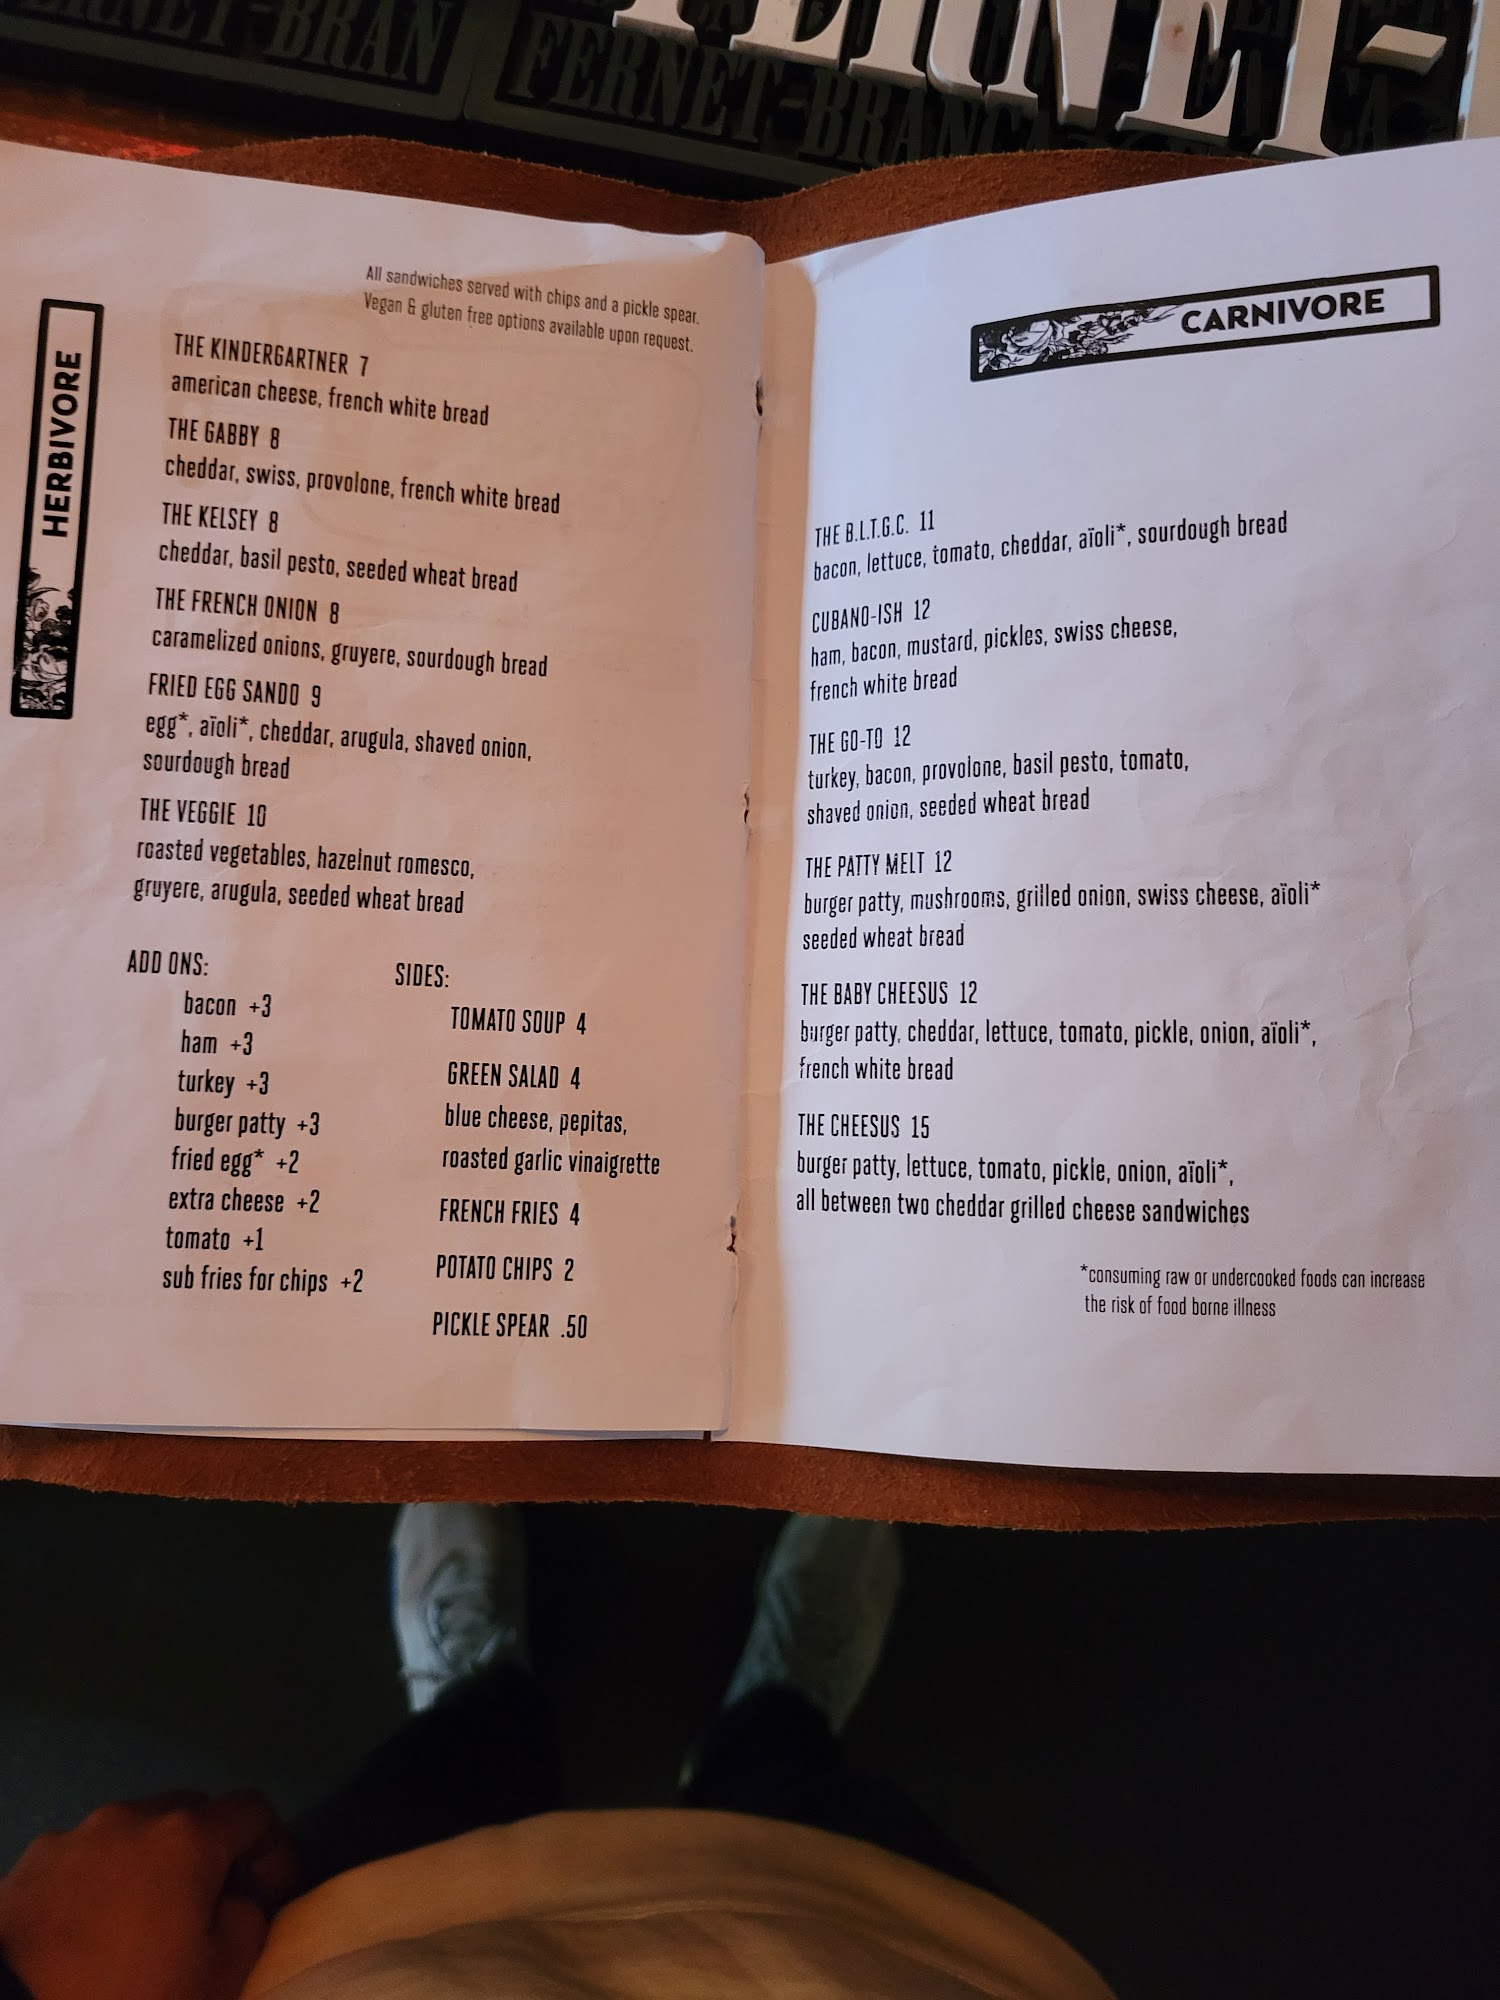 FERNET-BRAN
FERNET-BRANCA
FERNET-
All sandwiches served with chips and a pickle spear.
Vegan & gluten free options available upon request.
HERBIVORE
THE KINDERGARTNER 7
american cheese, french white bread
THE GABBY 8
cheddar, swiss, provolone, french white bread
THE KELSEY 8
cheddar, basil pesto, seeded wheat bread
THE FRENCH ONION 8
caramelized onions, gruyere, sourdough bread
FRIED EGG SANDO 9
egg*, aïoli*, cheddar, arugula, shaved onion,
sourdough bread
THE VEGGIE 10
roasted vegetables, hazelnut romesco,
gruyere, arugula, seeded wheat bread
ADD ONS:
bacon +3
ham +3
turkey +3
burger patty +3
fried egg* +2
extra cheese +2
tomato +1
sub fries for chips +2
SIDES:
TOMATO SOUP 4
GREEN SALAD 4
blue cheese, pepitas,
roasted garlic vinaigrette
FRENCH FRIES 4
POTATO CHIPS 2
PICKLE SPEAR .50
CARNIVORE
THE B.L.T.G.C. 11
bacon, lettuce, tomato, cheddar, aïoli*, sourdough bread
CUBANO-ISH 12
ham, bacon, mustard, pickles, swiss cheese,
french white bread
THE GO-TO 12
turkey, bacon, provolone, basil pesto, tomato,
shaved onion, seeded wheat bread
THE PATTY MELT 12
burger patty, mushrooms, grilled onion, swiss cheese, aïoli*
seeded wheat bread
THE BABY CHEESUS 12
burger patty, cheddar, lettuce, tomato, pickle, onion, aïoli*,
french white bread
THE CHEESUS 15
burger patty, lettuce, tomato, pickle, onion, aïoli*,
all between two cheddar grilled cheese sandwiches
*consuming raw or undercooked foods can increase
the risk of food borne illness